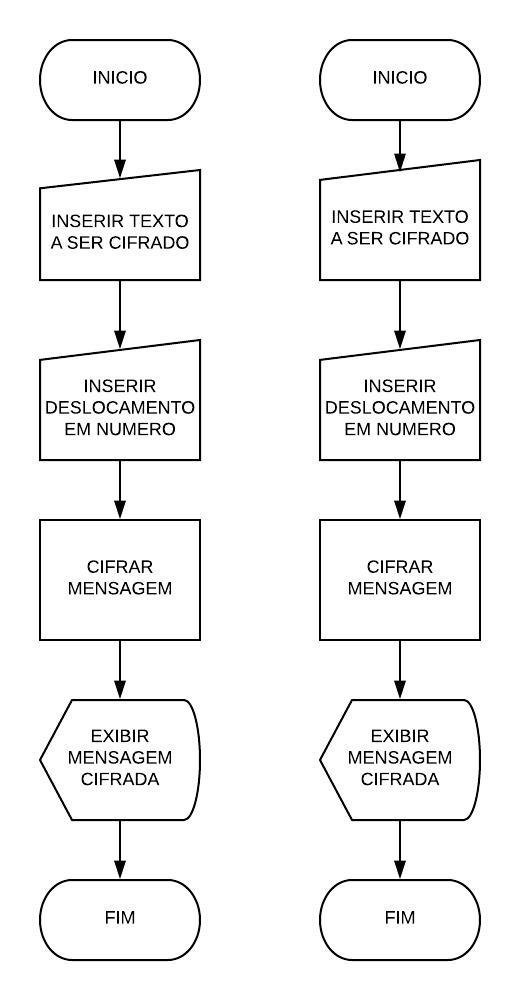 INICIO
INSERIR TEXTO
A SER CIFRADO
INSERIR
DESLOCAMENTO
EM NUMERO
CIFRAR
MENSAGEM
EXIBIR
MENSAGEM
CIFRADA
FIM
INICIO
INSERIR TEXTO
A SER CIFRADO
INSERIR
DESLOCAMENTO
EM NUMERO
CIFRAR
MENSAGEM
EXIBIR
MENSAGEM
CIFRADA
FIM